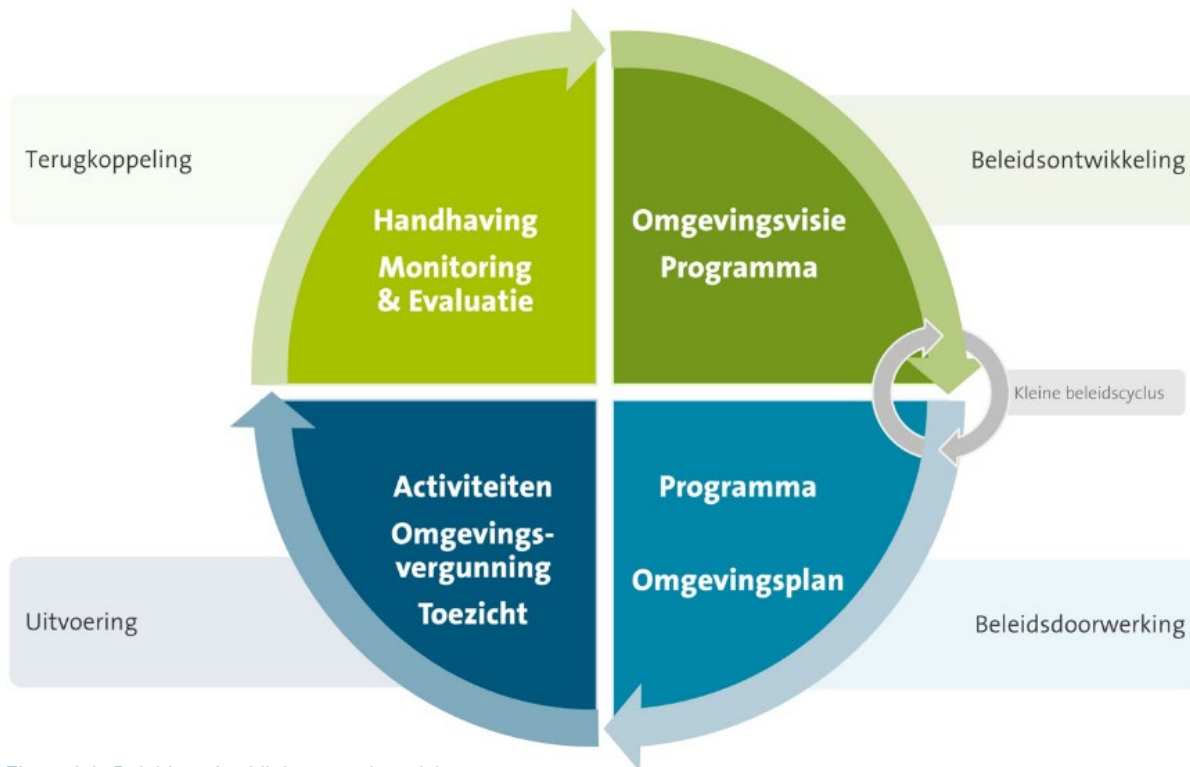 Terugkoppeling
Beleidsontwikkeling
Handhaving
Monitoring
& Evaluatie
Omgevingsvisie
Programma
Kleine beleidscyclus
Activiteiten
Omgevings-
vergunning
Toezicht
Programma
Omgevingsplan
Uitvoering
Beleidsdoorwerking